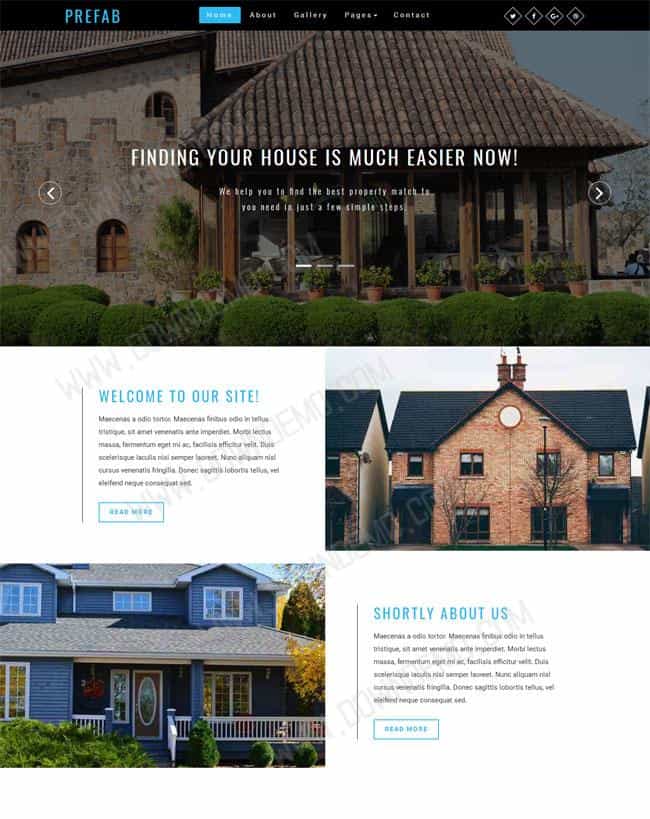 PREFAB
Home About Gallery Pages Contact
FINDING YOUR HOUSE IS MUCH EASIER NOW!
We help you to find the best property match to
you need in just a few simple steps.
WELCOME TO OUR SITE!
Maecenas a odio tortor. Maecenas finibus odio in tellus
tristique, sit amet venenatis ante imperdiet. Morbi lectus
massa, fermentum eget mi ac, facilisis efficitur velit. Duis
scelerisque iaculis nisl semper laoreet. Nunc aliquam nisl
cursus venenatis fringilla. Donec sagittis lobortis tellus, vel
eleifend neque consequat sed.
READ MORE
SHORTLY ABOUT US
Maecenas a odio tortor. Maecenas finibus odio in tellus
tristique, sit amet venenatis ante imperdiet. Morbi lectus
massa, fermentum eget mi ac, facilisis efficitur velit. Duis
scelerisque iaculis nisl semper laoreet. Nunc aliquam nisl
cursus venenatis fringilla. Donec sagittis lobortis tellus, vel
eleifend neque consequat sed.
READ MORE
WWW.DOWNDEMO.COM